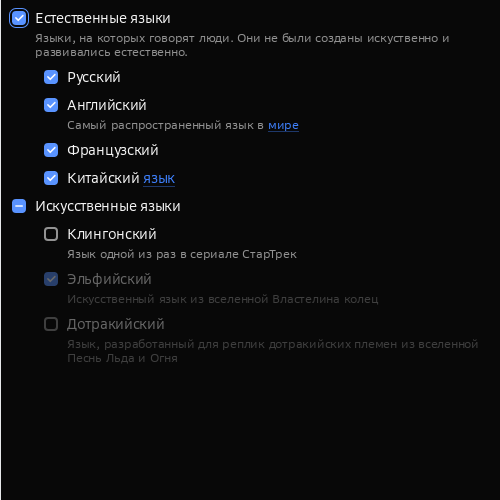 Естественные языки
Языки, на которых говорят люди. Они не были созданы искуственно и
развивались естественно.
Русский
Английский
Самый распространенный язык в мире
Французский
Китайский язык
Искусственные языки
Клингонский
Язык одной из раз в сериале СтарТрек
Эльфийский
Искусственный язык из вселенной Властелина колец
Дотракийский
Язык, разработанный для реплик дотракийских племен из вселенной
Песнь Льда и Огня